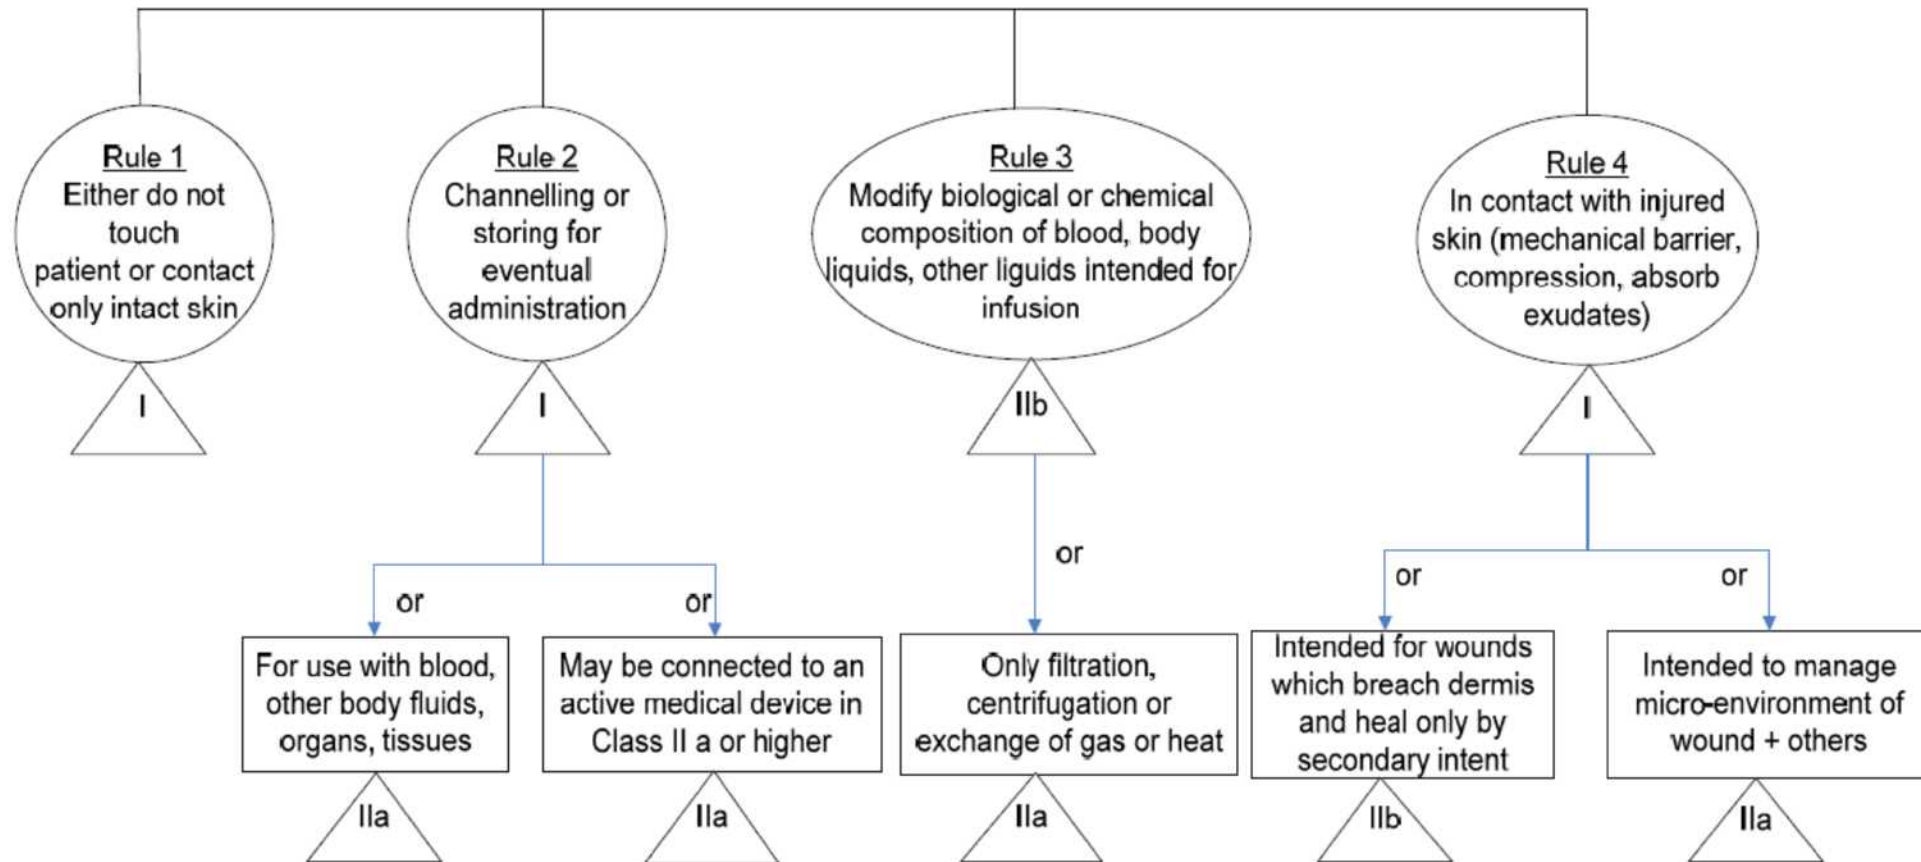 Rule 1
Either do not
touch
patient or contact
only intact skin
I
Rule 2
Channelling or
storing for
eventual
administration
I
Rule 3
Modify biological or chemical
composition of blood, body
liquids, other liguids intended for
infusion
IIb
Rule 4
In contact with injured
skin (mechanical barrier,
compression, absorb
exudates)
I
or
or
or
or
or
For use with blood,
other body fluids,
organs, tissues
IIa
May be connected to an
active medical device in
Class II a or higher
IIa
Only filtration,
centrifugation or
exchange of gas or heat
IIa
Intended for wounds
which breach dermis
and heal only by
secondary intent
IIb
Intended to manage
micro-environment of
wound + others
IIa